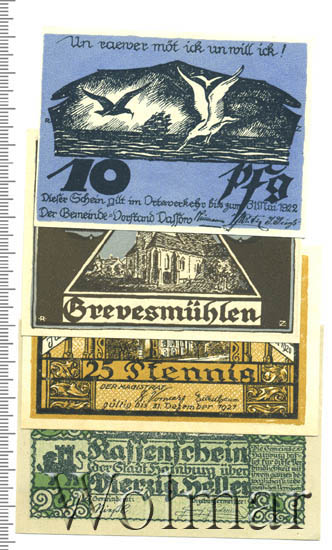 Un raewer möt ick un will ick!
10 Pfg
Dieser Schein gilt im Ortsverkehr bis zum 31 Mai 1922
Der Gemeinde-Vorstand Dassow
Grevesmühlen
25 Pfennig
DER MAGISTRAT
gültig bis 31. Dezember 1921
Kassenschein
der Stadt Hainburg über
Vierzig Heller
wolmar